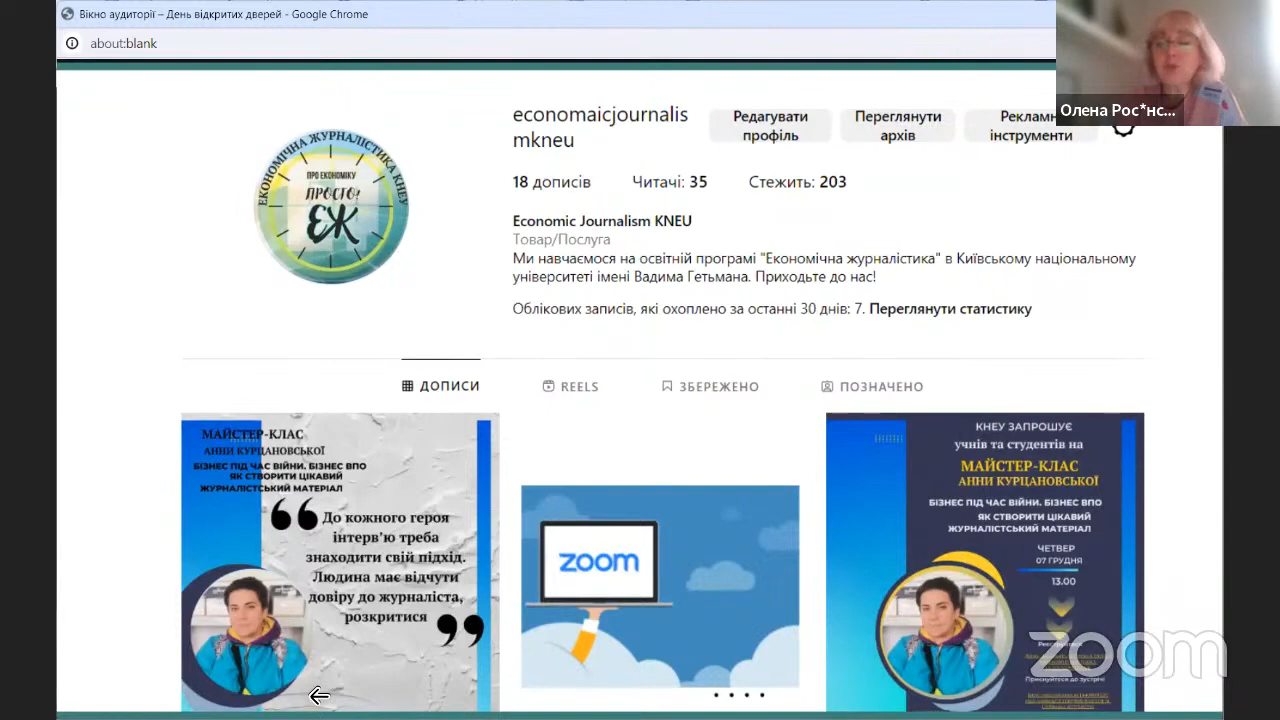 Вікно аудиторії – День відкритих дверей - Google Chrome
about:blank
Олена Рос*нс...
economaicjournalis
mkneu
Редагувати
профіль
Переглянути
архів
Рекламн
інструменти
18 дописів
Читачі: 35
Стежить: 203
ЕКОНОМІЧНА ЖУРНАЛІСТИКА КНЕУ
ПРО ЕКОНОМІКУ
ПРОСТО!
ЕЖ
Economic Journalism KNEU
Товар/Послуга
Ми навчаємося на освітній програмі "Економічна журналістика" в Київському національному
університеті імені Вадима Гетьмана. Приходьте до нас!
Облікових записів, які охоплено за останні 30 днів: 7. Переглянути статистику
ДОПИСИ
REELS
ЗБЕРЕЖЕНО
ПОЗНАЧЕНО
МАЙСТЕР-КЛАС
АННИ КУРЦАНОВСЬКОЇ
БІЗНЕС ПІД ЧАС ВІЙНИ. БІЗНЕС ВПО
ЯК СТВОРИТИ ЦІКАВИЙ
ЖУРНАЛІСТСЬКИЙ МАТЕРІАЛ
До кожного героя
інтерв'ю треба
знаходити свій підхід.
Людина має відчути
довіру до журналіста,
розкритися
zoom
КНЕУ ЗАПРОШУЄ
учнів та студентів на
МАЙСТЕР-КЛАС
АННИ КУРЦАНОВСЬКОЇ
БІЗНЕС ПІД ЧАС ВІЙНИ. БІЗНЕС ВПО
ЯК СТВОРИТИ ЦІКАВИЙ
ЖУРНАЛІСТСЬКИЙ МАТЕРІАЛ
ЧЕТВЕР
07 ГРУДНЯ
13.00
Приєднуйтеся до зустрічі
zoom